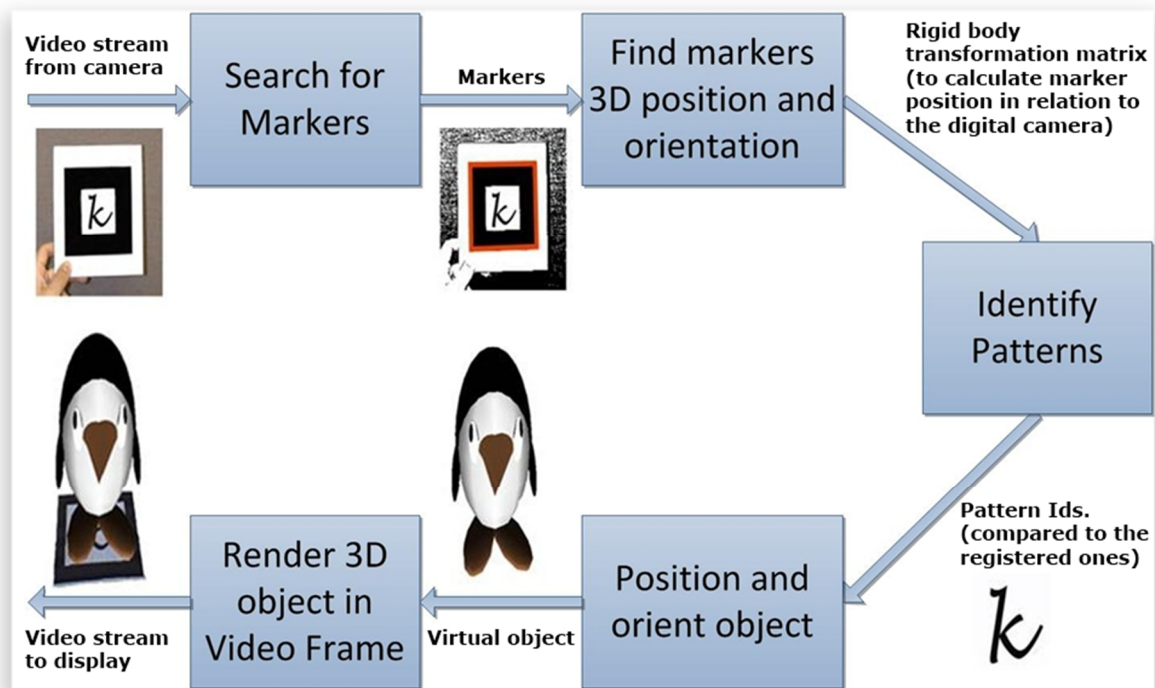 Video stream
from camera
Search for
Markers
Markers
Find markers
3D position and
orientation
Rigid body
transformation matrix
(to calculate marker
position in relation to
the digital camera)
k
k
Identify
Patterns
Pattern Ids.
(compared to the
registered ones)
k
Position and
orient object
Virtual object
Render 3D
object in
Video Frame
Video stream
to display